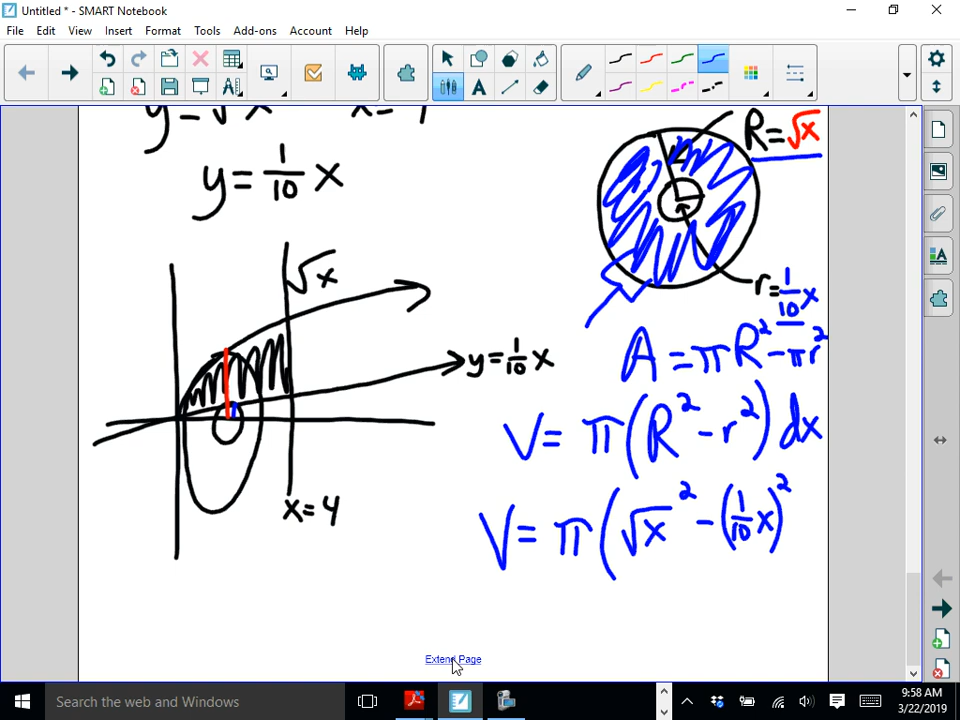 Untitled * - SMART Notebook
File Edit View Insert Format Tools Add-ons Account Help
y=√x x=4
y=1/10 x
R=√x
r=1/10 x
√x
y=1/10 x
x=4
A=πR²-πr²
V=π(R²-r²)dx
V=π(√x²-(1/10 x)²
Extend Page
Search the web and Windows
9:58 AM
3/22/2019